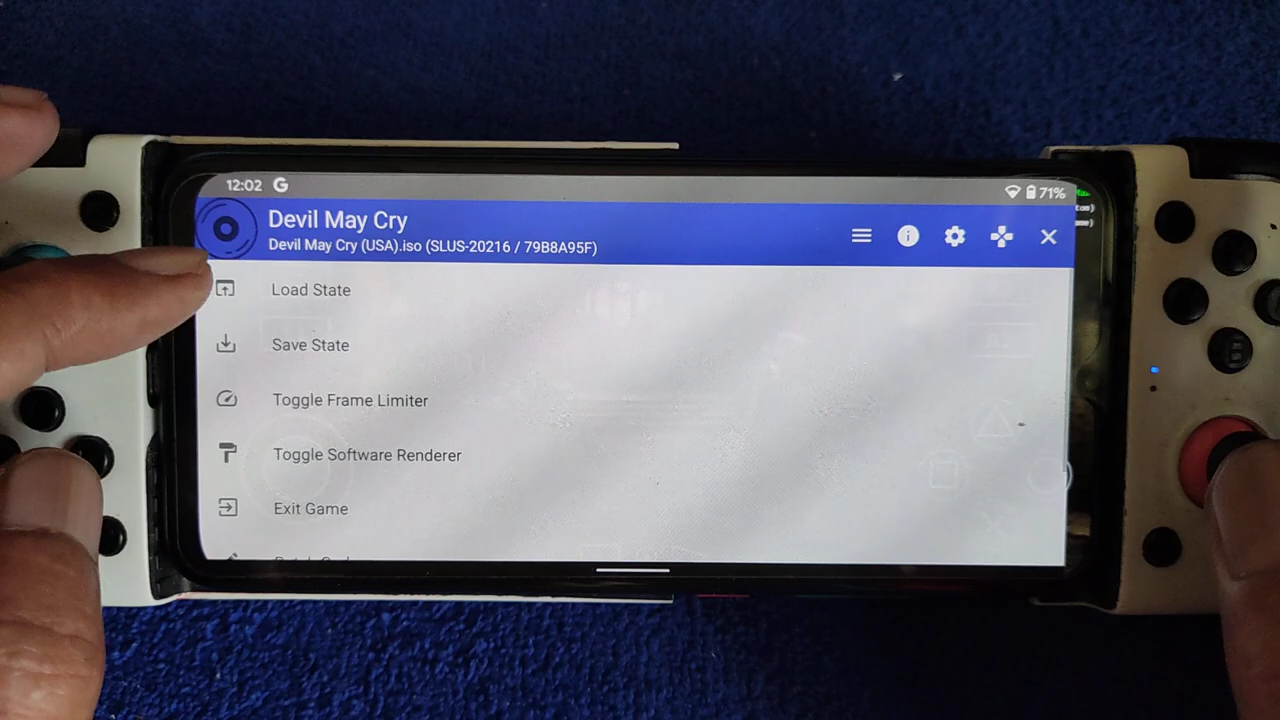 12:02 G 71%
Devil May Cry
Devil May Cry (USA).iso (SLUS-20216 / 79B8A95F)
Load State
Save State
Toggle Frame Limiter
Toggle Software Renderer
Exit Game
B